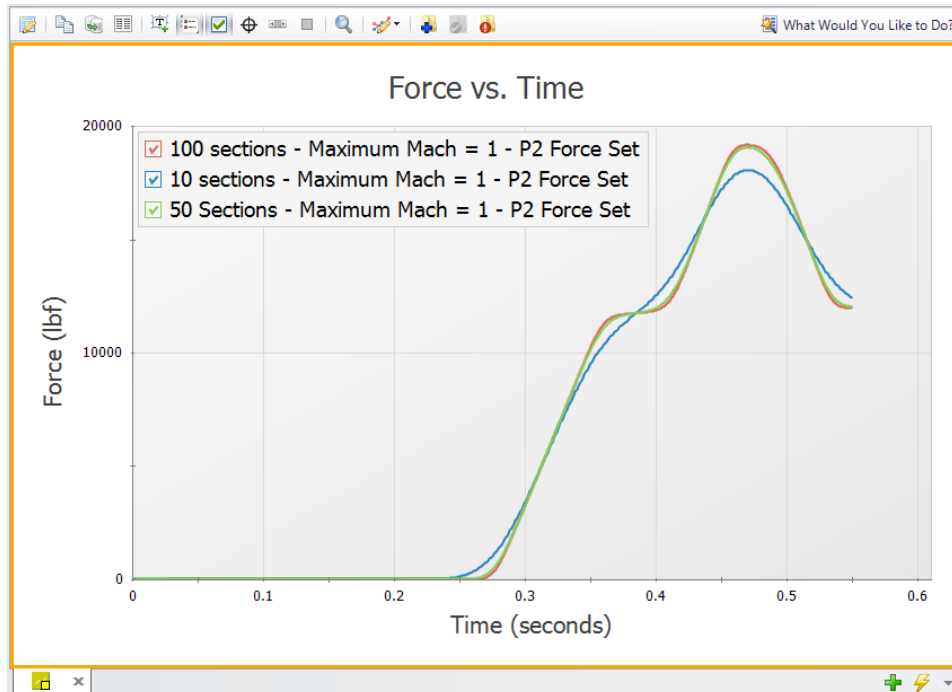 What Would You Like to Do?
Force vs. Time
20000
100 sections - Maximum Mach = 1 - P2 Force Set
10 sections - Maximum Mach = 1 - P2 Force Set
50 Sections - Maximum Mach = 1 - P2 Force Set
Force (lbf)
10000
0
0 0.1 0.2 0.3 0.4 0.5 0.6
Time (seconds)